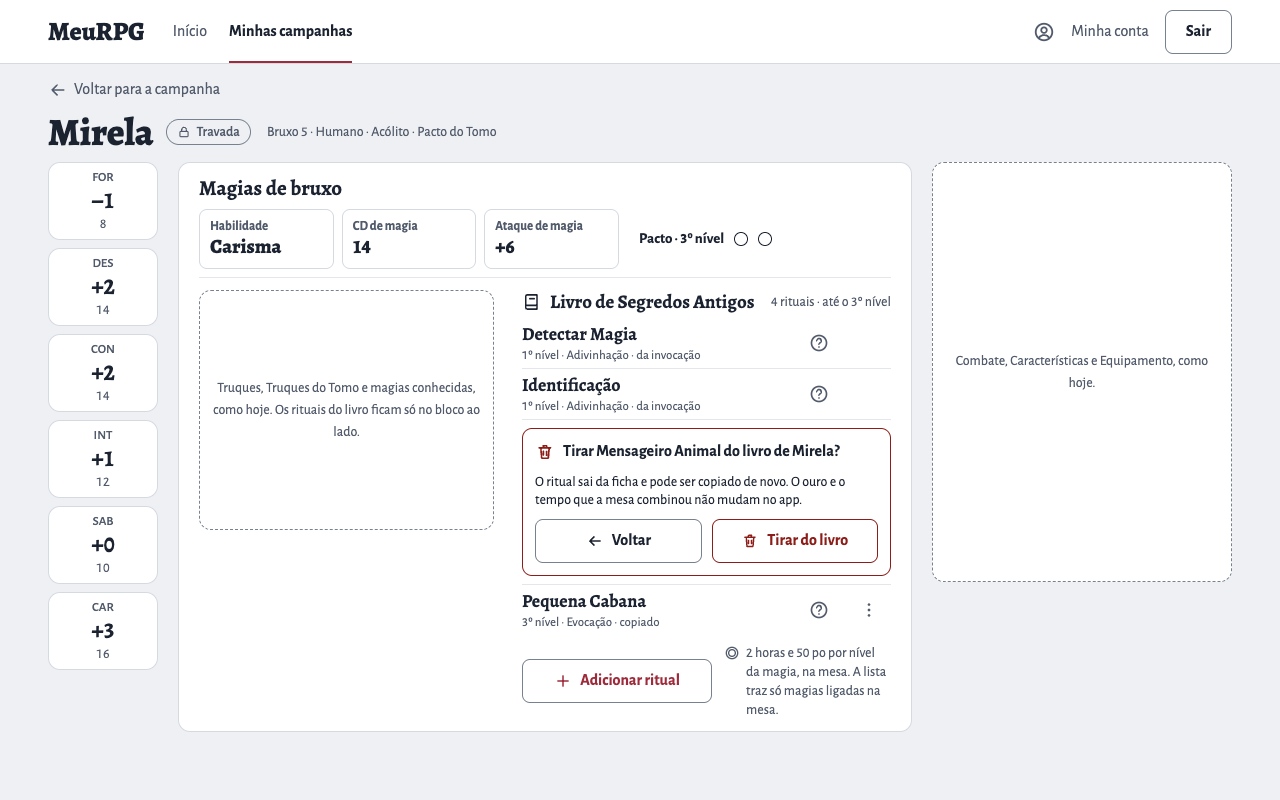 MeuRPG
Início
Minhas campanhas
Minha conta
Sair
Voltar para a campanha
Mirela
Travada
Bruxo 5 · Humano · Acólito · Pacto do Tomo
FOR
−1
8
DES
+2
14
CON
+2
14
INT
+1
12
SAB
+0
10
CAR
+3
16
Magias de bruxo
Habilidade
Carisma
CD de magia
14
Ataque de magia
+6
Pacto · 3º nível
Truques, Truques do Tomo e magias conhecidas,
como hoje. Os rituais do livro ficam só no bloco ao
lado.
Livro de Segredos Antigos
4 rituais · até o 3º nível
Detectar Magia
1º nível · Adivinhação · da invocação
Identificação
1º nível · Adivinhação · da invocação
Tirar Mensageiro Animal do livro de Mirela?
O ritual sai da ficha e pode ser copiado de novo. O ouro e o
tempo que a mesa combinou não mudam no app.
Voltar
Tirar do livro
Pequena Cabana
3º nível · Evocação · copiado
Adicionar ritual
2 horas e 50 po por nível
da magia, na mesa. A lista
traz só magias ligadas na
mesa.
Combate, Características e Equipamento, como
hoje.